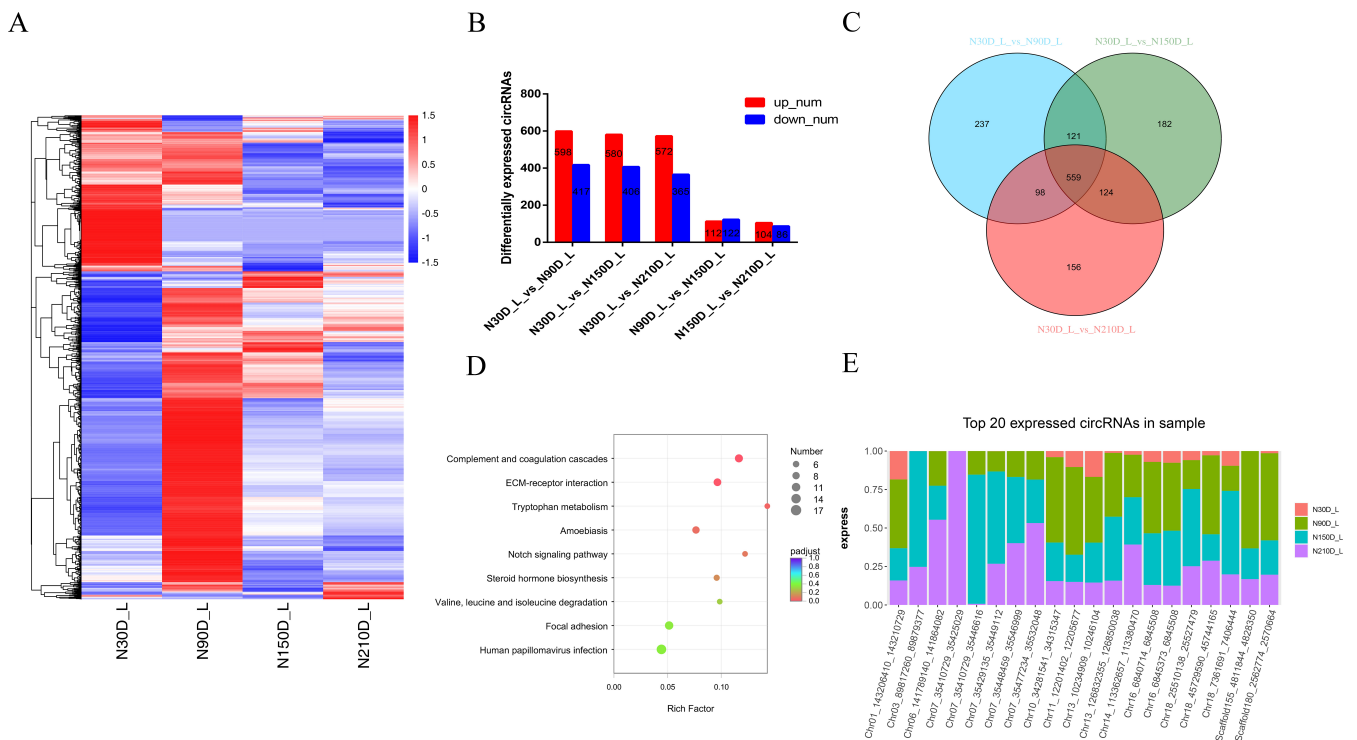 A
N30D_L
N90D_L
N150D_L
N210D_L
1.5
1
0.5
0
-0.5
-1
-1.5
B
Differentially expressed circRNAs
800
600
400
200
0
up_num
down_num
598
417
580
406
572
365
112
122
104
N30D_L_vs_N90D_L
N30D_L_vs_N150D_L
N30D_L_vs_N210D_L
N90D_L_vs_N150D_L
N150D_L_vs_N210D_L
C
N30D_L_vs_N90D_L
N30D_L_vs_N150D_L
237
121
182
559
98
124
156
N30D_L_vs_N210D_L
D
Complement and coagulation cascades
ECM-receptor interaction
Tryptophan metabolism
Amoebiasis
Notch signaling pathway
Steroid hormone biosynthesis
Valine, leucine and isoleucine degradation
Focal adhesion
Human papillomavirus infection
0.00
0.05
0.10
Rich Factor
Number
6
8
11
14
17
padjust
1.0
0.8
0.6
0.4
0.2
0.0
E
Top 20 expressed circRNAs in sample
express
1.00
0.75
0.50
0.25
0.00
N30D_L
N90D_L
N150D_L
N210D_L
Chr01_143206410_143210729
Chr03_89817260_89879377
Chr06_141789140_141864082
Chr07_35410729_35425029
Chr07_35410729_35446616
Chr07_35429135_35449112
Chr07_35448459_35546999
Chr07_35477234_35532048
Chr10_34281541_34315347
Chr11_12201402_12205677
Chr13_10234909_10246104
Chr13_126832355_126850038
Chr14_113362657_113380470
Chr16_6840714_6845508
Chr16_6845373_6845508
Chr18_25510138_25527479
Chr18_45729590_45744165
Chr18_7361691_7406444
Scaffold155_4811844_4828350
Scaffold180_2562774_2570664